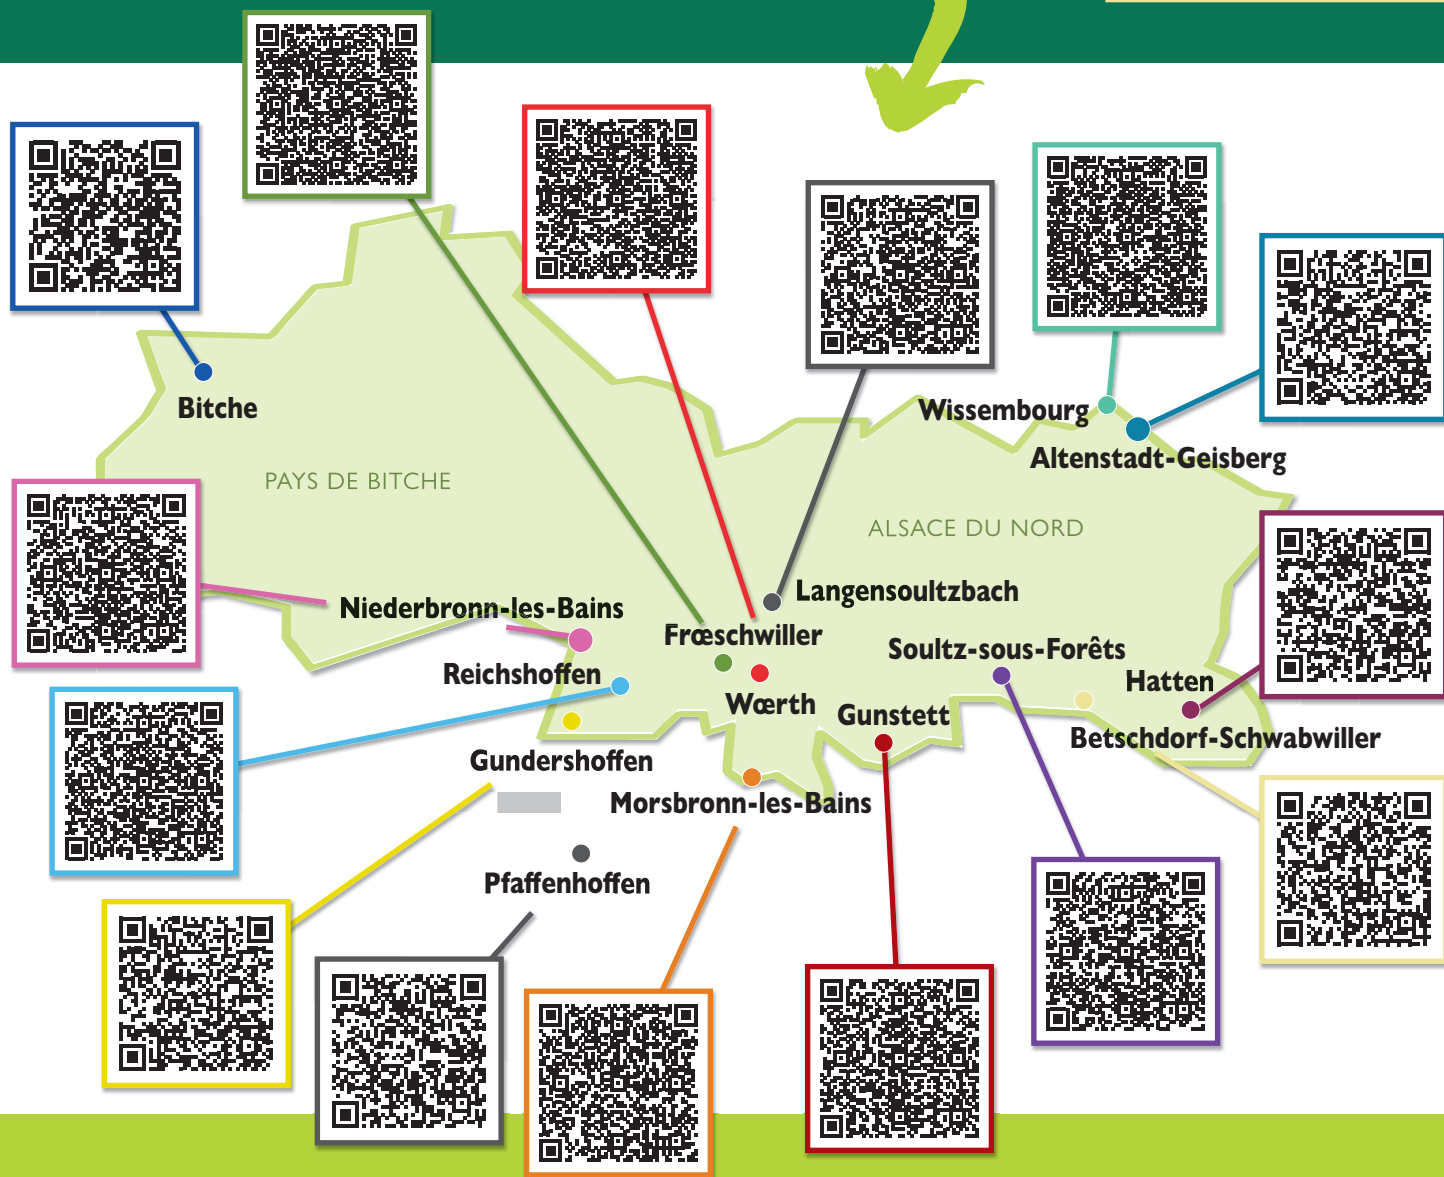 Bitche
Wissembourg
Altenstadt-Geisberg
PAYS DE BITCHE
ALSACE DU NORD
Langensoultzbach
Niederbronn-les-Bains
Frœschwiller
Soultz-sous-Forêts
Reichshoffen
Hatten
Wœrth
Gunstett
Betschdorf-Schwabwiller
Gundershoffen
Morsbronn-les-Bains
Pfaffenhoffen